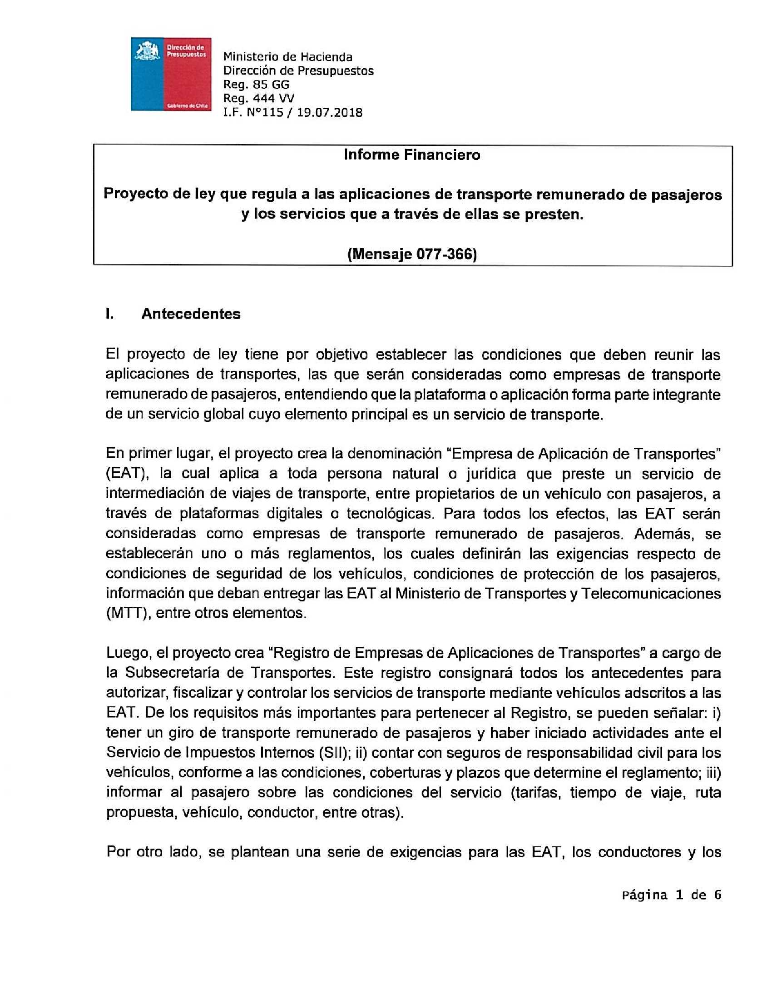 Dirección de
Presupuestos
Gobierno de Chile
Ministerio de Hacienda
Dirección de Presupuestos
Reg. 85 GG
Reg. 444 VV
I.F. N°115 / 19.07.2018
Informe Financiero
Proyecto de ley que regula a las aplicaciones de transporte remunerado de pasajeros
y los servicios que a través de ellas se presten.
(Mensaje 077-366)
I. Antecedentes
El proyecto de ley tiene por objetivo establecer las condiciones que deben reunir las
aplicaciones de transportes, las que serán consideradas como empresas de transporte
remunerado de pasajeros, entendiendo que la plataforma o aplicación forma parte integrante
de un servicio global cuyo elemento principal es un servicio de transporte.
En primer lugar, el proyecto crea la denominación “Empresa de Aplicación de Transportes”
(EAT), la cual aplica a toda persona natural o jurídica que preste un servicio de
intermediación de viajes de transporte, entre propietarios de un vehículo con pasajeros, a
través de plataformas digitales o tecnológicas. Para todos los efectos, las EAT serán
consideradas como empresas de transporte remunerado de pasajeros. Además, se
establecerán uno o más reglamentos, los cuales definirán las exigencias respecto de
condiciones de seguridad de los vehículos, condiciones de protección de los pasajeros,
información que deban entregar las EAT al Ministerio de Transportes y Telecomunicaciones
(MTT), entre otros elementos.
Luego, el proyecto crea “Registro de Empresas de Aplicaciones de Transportes” a cargo de
la Subsecretaría de Transportes. Este registro consignará todos los antecedentes para
autorizar, fiscalizar y controlar los servicios de transporte mediante vehículos adscritos a las
EAT. De los requisitos más importantes para pertenecer al Registro, se pueden señalar: i)
tener un giro de transporte remunerado de pasajeros y haber iniciado actividades ante el
Servicio de Impuestos Internos (SII); ii) contar con seguros de responsabilidad civil para los
vehículos, conforme a las condiciones, coberturas y plazos que determine el reglamento; iii)
informar al pasajero sobre las condiciones del servicio (tarifas, tiempo de viaje, ruta
propuesta, vehículo, conductor, entre otras).
Por otro lado, se plantean una serie de exigencias para las EAT, los conductores y los
Página 1 de 6